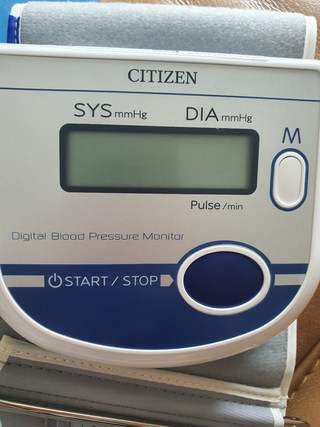 CITIZEN
SYS mmHg DIA mmHg
M
Pulse /min
Digital Blood Pressure Monitor
START / STOP